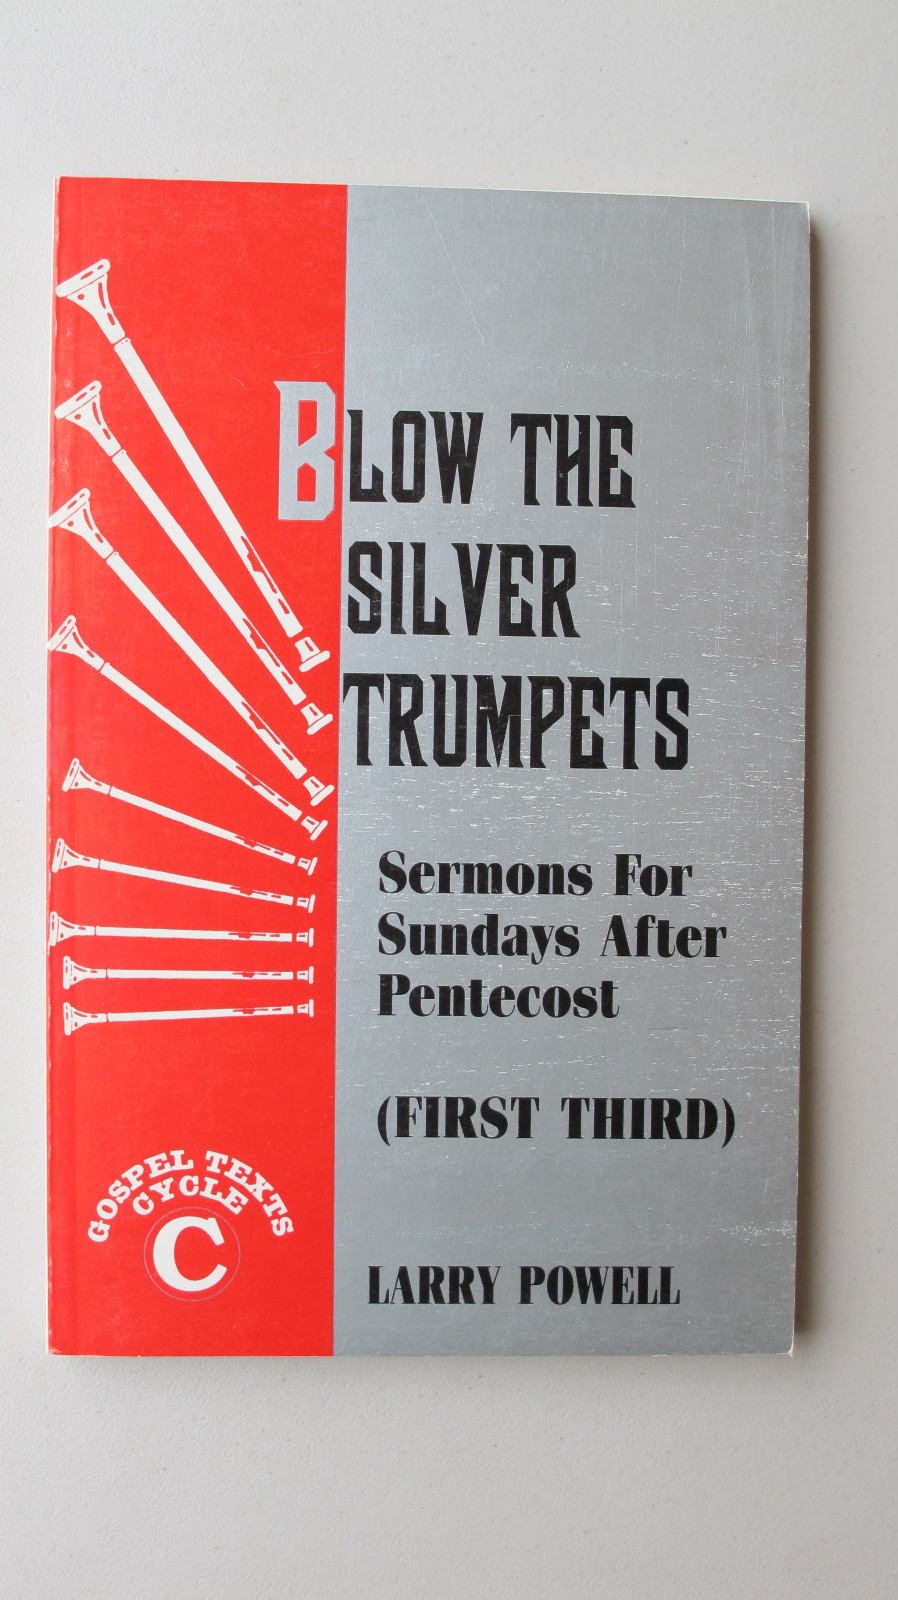 BLOW THE
SILVER
TRUMPETS
Sermons For
Sundays After
Pentecost
(FIRST THIRD)
GOSPEL TEXTS
CYCLE
C
LARRY POWELL